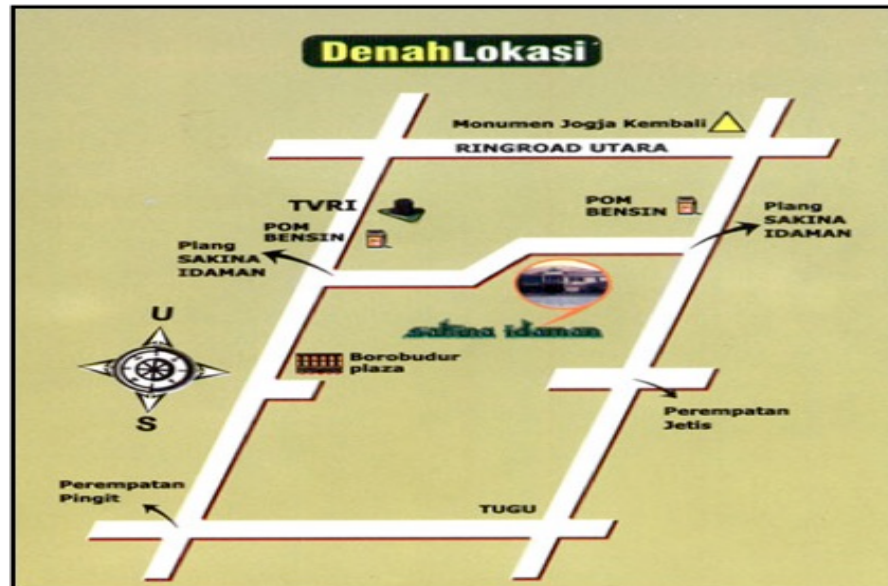 DenahLokasi
Monumen Jogja Kembali
RINGROAD UTARA
TVRI
POM
BENSIN
POM
BENSIN
Plang
SAKINA
IDAMAN
Plang
SAKINA
IDAMAN
sakina idaman
U
S
Borobudur
plaza
Perempatan
Jetis
Perempatan
Pingit
TUGU